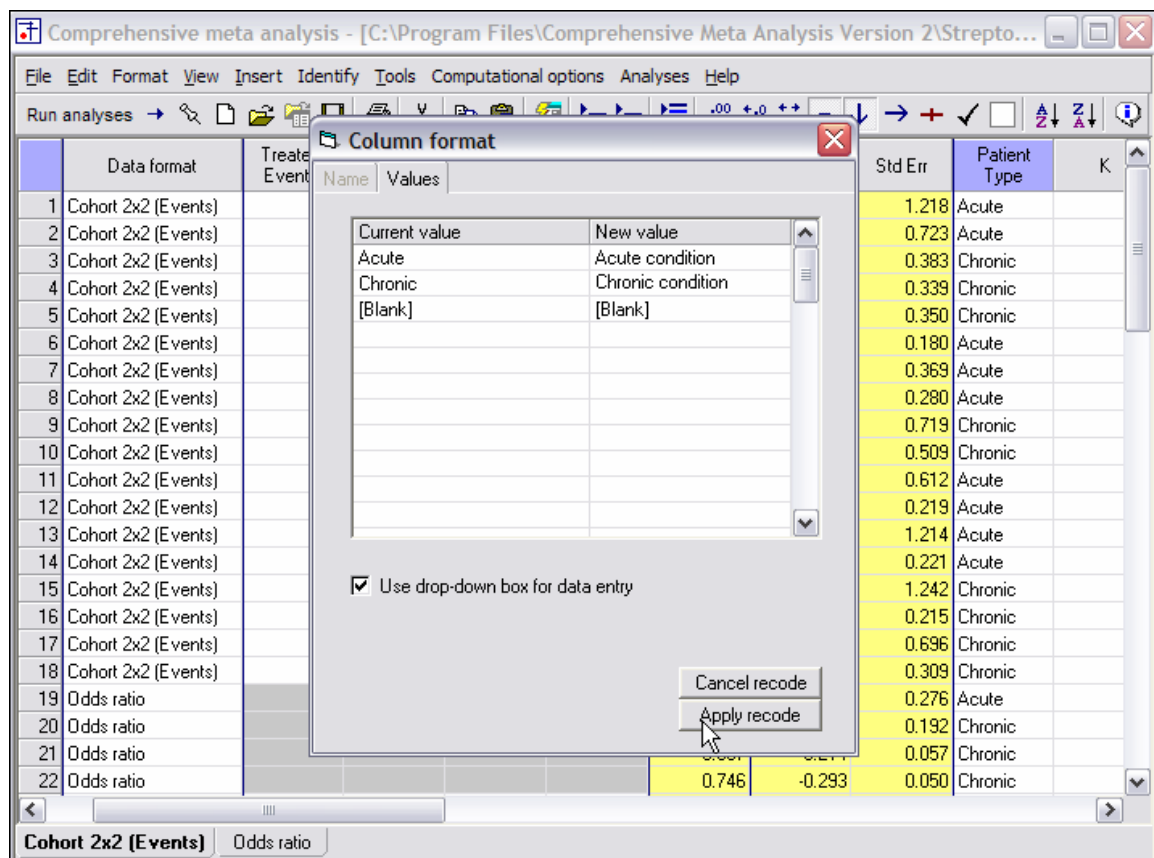 Comprehensive meta analysis - [C:\Program Files\Comprehensive Meta Analysis Version 2\Strepto...
File Edit Format View Insert Identify Tools Computational options Analyses Help
Run analyses
Column format
Name Values
Current value New value
Acute Acute condition
Chronic Chronic condition
[Blank] [Blank]
Use drop-down box for data entry
Cancel recode
Apply recode
Data format Std Err Patient Type K
1 Cohort 2x2 (Events) 1.218 Acute
2 Cohort 2x2 (Events) 0.723 Acute
3 Cohort 2x2 (Events) 0.383 Chronic
4 Cohort 2x2 (Events) 0.339 Chronic
5 Cohort 2x2 (Events) 0.350 Chronic
6 Cohort 2x2 (Events) 0.180 Acute
7 Cohort 2x2 (Events) 0.369 Acute
8 Cohort 2x2 (Events) 0.280 Acute
9 Cohort 2x2 (Events) 0.719 Chronic
10 Cohort 2x2 (Events) 0.509 Chronic
11 Cohort 2x2 (Events) 0.612 Acute
12 Cohort 2x2 (Events) 0.219 Acute
13 Cohort 2x2 (Events) 1.214 Acute
14 Cohort 2x2 (Events) 0.221 Acute
15 Cohort 2x2 (Events) 1.242 Chronic
16 Cohort 2x2 (Events) 0.215 Chronic
17 Cohort 2x2 (Events) 0.696 Chronic
18 Cohort 2x2 (Events) 0.309 Chronic
19 Odds ratio 0.276 Acute
20 Odds ratio 0.192 Chronic
21 Odds ratio 0.057 Chronic
22 Odds ratio 0.746 -0.293 0.050 Chronic
Cohort 2x2 (Events) Odds ratio